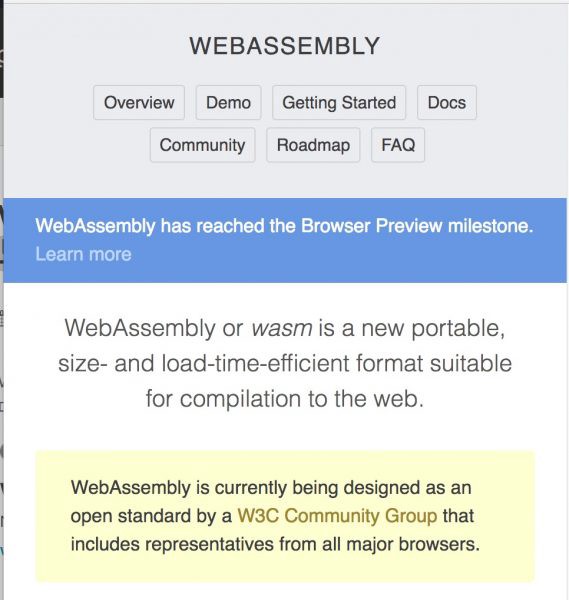 WEBASSEMBLY
Overview Demo Getting Started Docs
Community Roadmap FAQ
WebAssembly has reached the Browser Preview milestone.
Learn more
WebAssembly or wasm is a new portable,
size- and load-time-efficient format suitable
for compilation to the web.
WebAssembly is currently being designed as an
open standard by a W3C Community Group that
includes representatives from all major browsers.